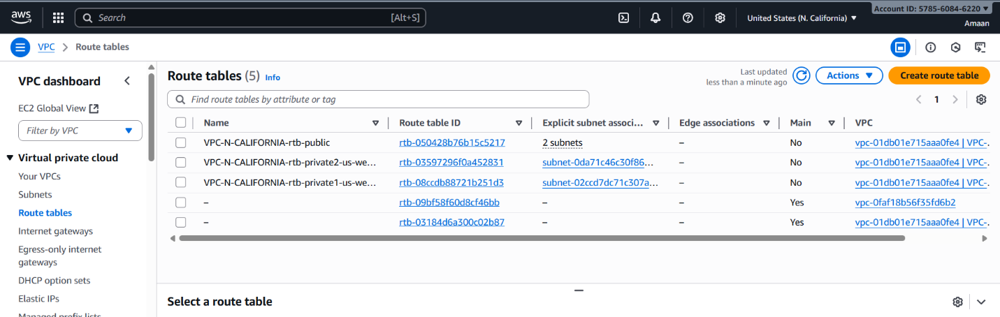 aws
Search [Alt+S]
United States (N. California)
Account ID: 5785-6084-6220
Amaan
VPC
Route tables
VPC dashboard
EC2 Global View
Filter by VPC
Virtual private cloud
Your VPCs
Subnets
Route tables
Internet gateways
Egress-only internet
gateways
DHCP option sets
Elastic IPs
Managed prefix lists
Route tables (5) Info
Last updated
less than a minute ago
Actions
Create route table
Find route tables by attribute or tag
1
Name Route table ID Explicit subnet associ... Edge associations Main VPC
VPC-N-CALIFORNIA-rtb-public rtb-050428b76b15c5217 2 subnets – No vpc-01db01e715aaa0fe4 | VPC-.
VPC-N-CALIFORNIA-rtb-private2-us-we... rtb-03597296f0a452831 subnet-0da71c46c30f86... – No vpc-01db01e715aaa0fe4 | VPC-.
VPC-N-CALIFORNIA-rtb-private1-us-we... rtb-08ccdb88721b251d3 subnet-02ccd7dc71c307a... – No vpc-01db01e715aaa0fe4 | VPC-.
– rtb-09bf58f60d8cf46bb – – Yes vpc-0faf18b56f35fd6b2
– rtb-03184d6a300c02b87 – – Yes vpc-01db01e715aaa0fe4 | VPC-.
Select a route table